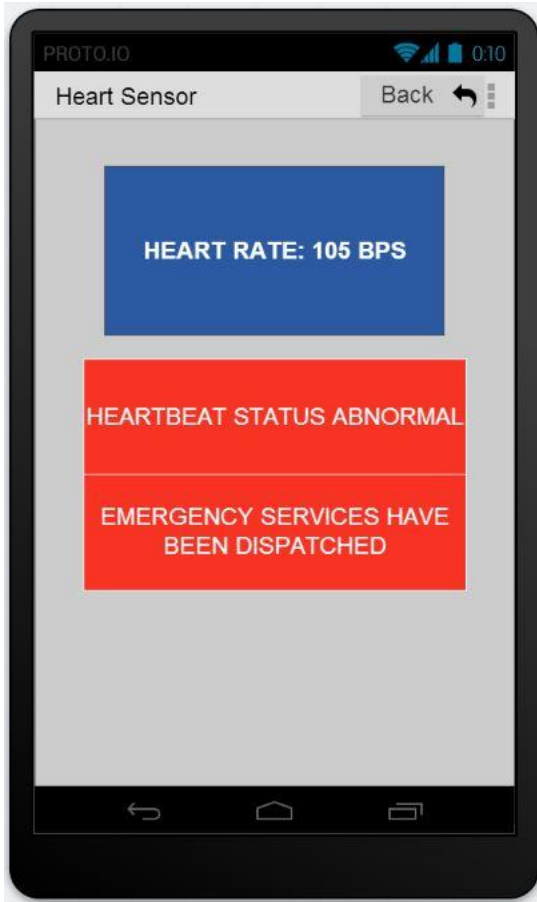 PROTO.IO 0:10
Heart Sensor Back
HEART RATE: 105 BPS
HEARTBEAT STATUS ABNORMAL
EMERGENCY SERVICES HAVE
BEEN DISPATCHED